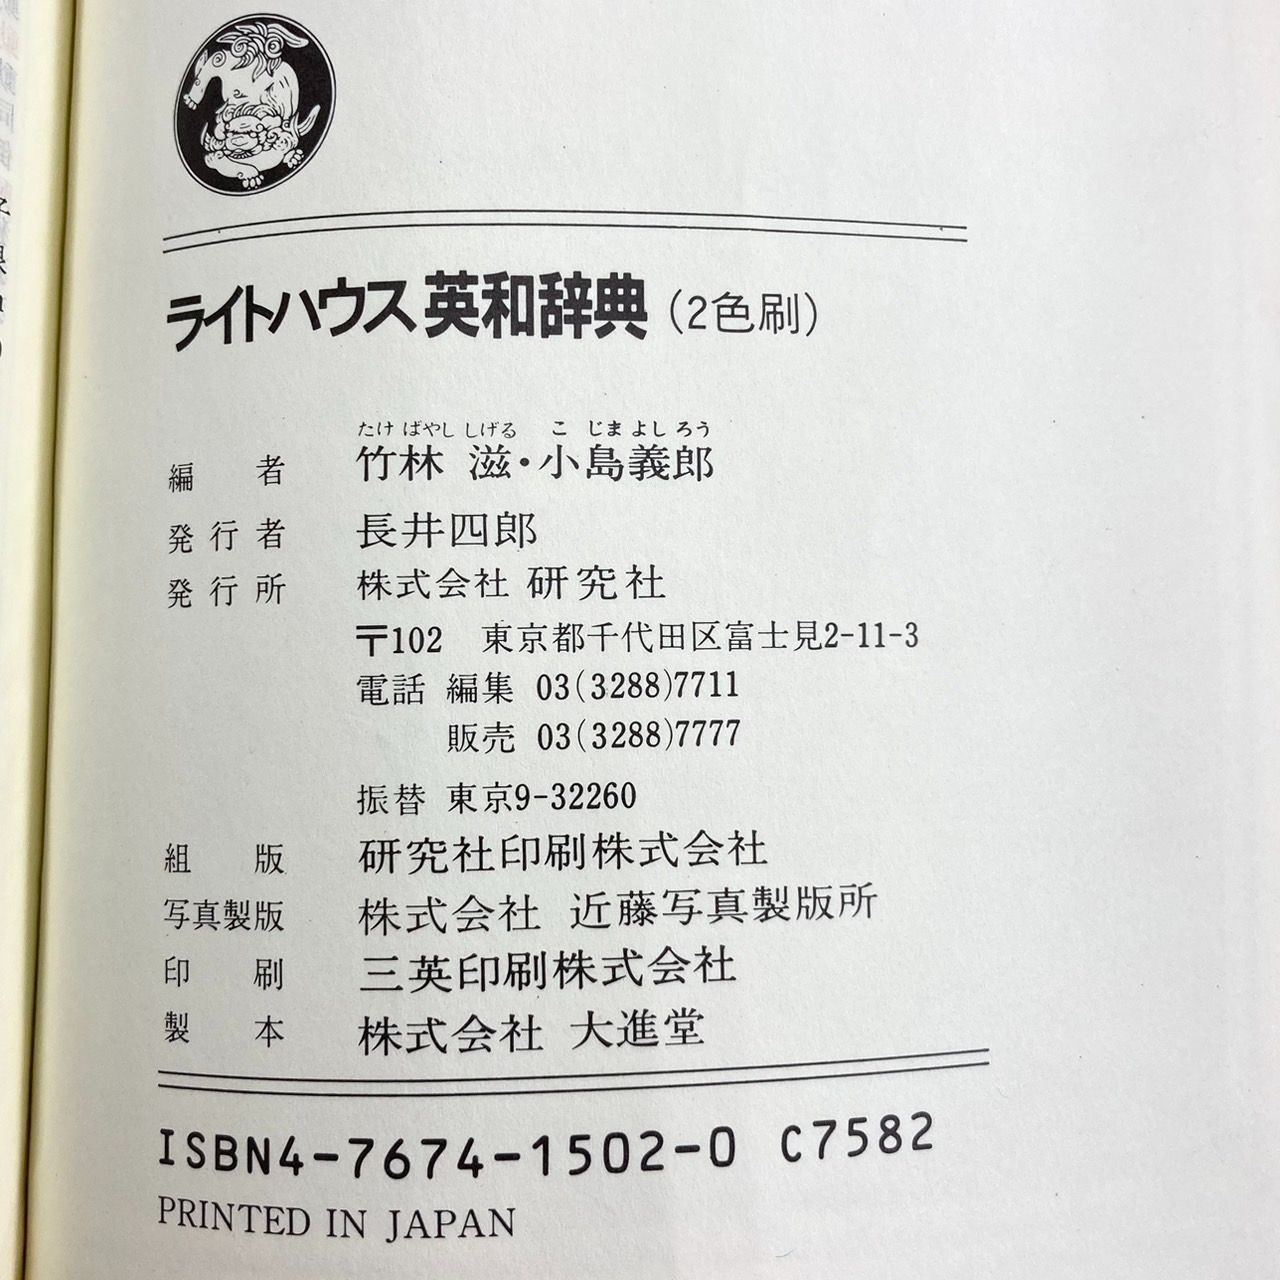 ライトハウス英和辞典(2色刷)
たけばやし しげる こじまよしろう
編者 竹林 滋・小島義郎
発行者 長井四郎
発行所 株式会社 研究社
〒102 東京都千代田区富士見2-11-3
電話 編集 03(3288)7711
販売 03(3288)7777
振替 東京9-32260
組版 研究社印刷株式会社
写真製版 株式会社 近藤写真製版所
印刷 三英印刷株式会社
製本 株式会社 大進堂
ISBN4-7674-1502-0 C7582
PRINTED IN JAPAN